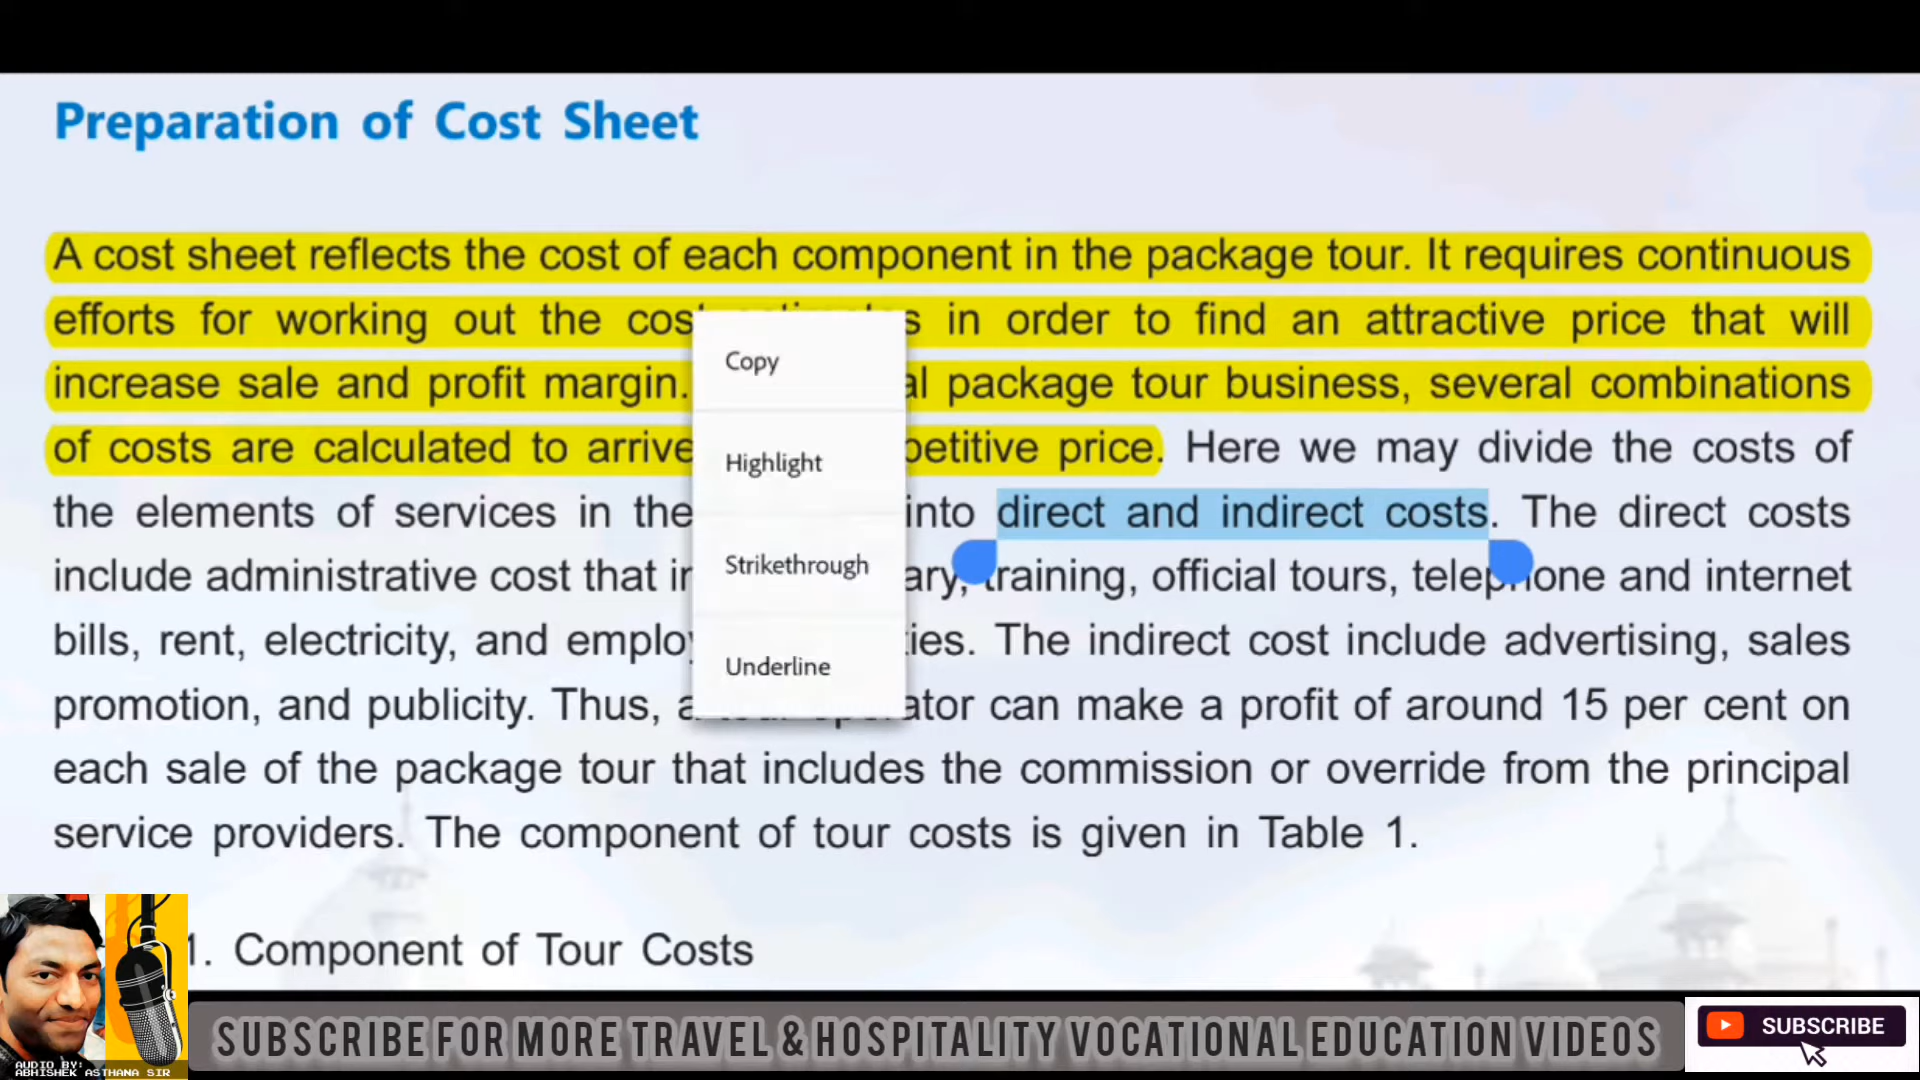 Preparation of Cost Sheet
A cost sheet reflects the cost of each component in the package tour. It requires continuous
efforts for working out the cost s in order to find an attractive price that will
increase sale and profit margin. al package tour business, several combinations
of costs are calculated to arrive petitive price. Here we may divide the costs of
the elements of services in the into direct and indirect costs. The direct costs
include administrative cost that in ary, training, official tours, telephone and internet
bills, rent, electricity, and employ ties. The indirect cost include advertising, sales
promotion, and publicity. Thus, a tour operator can make a profit of around 15 per cent on
each sale of the package tour that includes the commission or override from the principal
service providers. The component of tour costs is given in Table 1.
Copy
Highlight
Strikethrough
Underline
1. Component of Tour Costs
AUDIO BY:
ABHISHEK ASTHANA SIR
SUBSCRIBE FOR MORE TRAVEL & HOSPITALITY VOCATIONAL EDUCATION VIDEOS
SUBSCRIBE